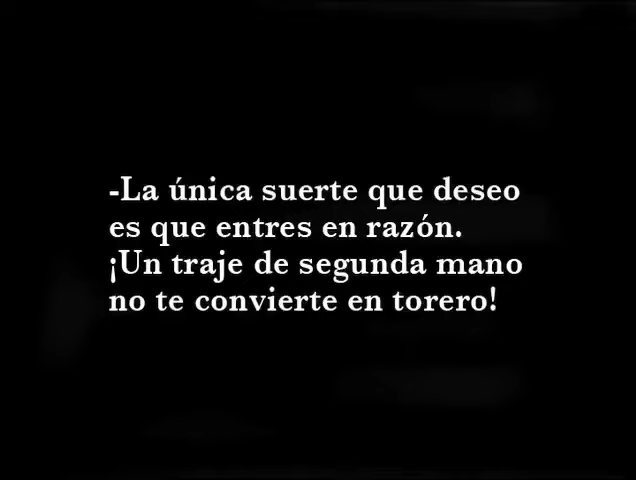 -La única suerte que deseo
es que entres en razón.
¡Un traje de segunda mano
no te convierte en torero!